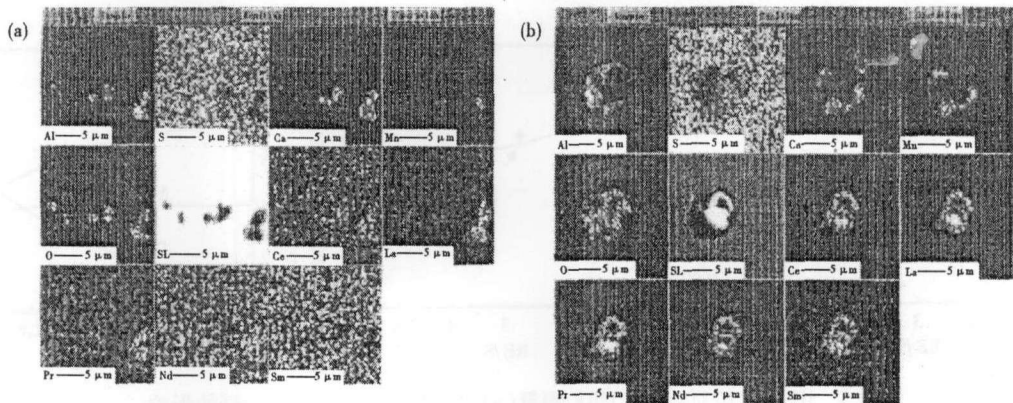 (a)
Al — 5 μm S — 5 μm Ca — 5 μm Mn — 5 μm
O — 5 μm SL — 5 μm Ce — 5 μm La — 5 μm
Pr — 5 μm Nd — 5 μm Sm — 5 μm
(b)
Al — 5 μm S — 5 μm Ca — 5 μm Mn — 5 μm
O — 5 μm SL — 5 μm Ce — 5 μm La — 5 μm
Pr — 5 μm Nd — 5 μm Sm — 5 μm